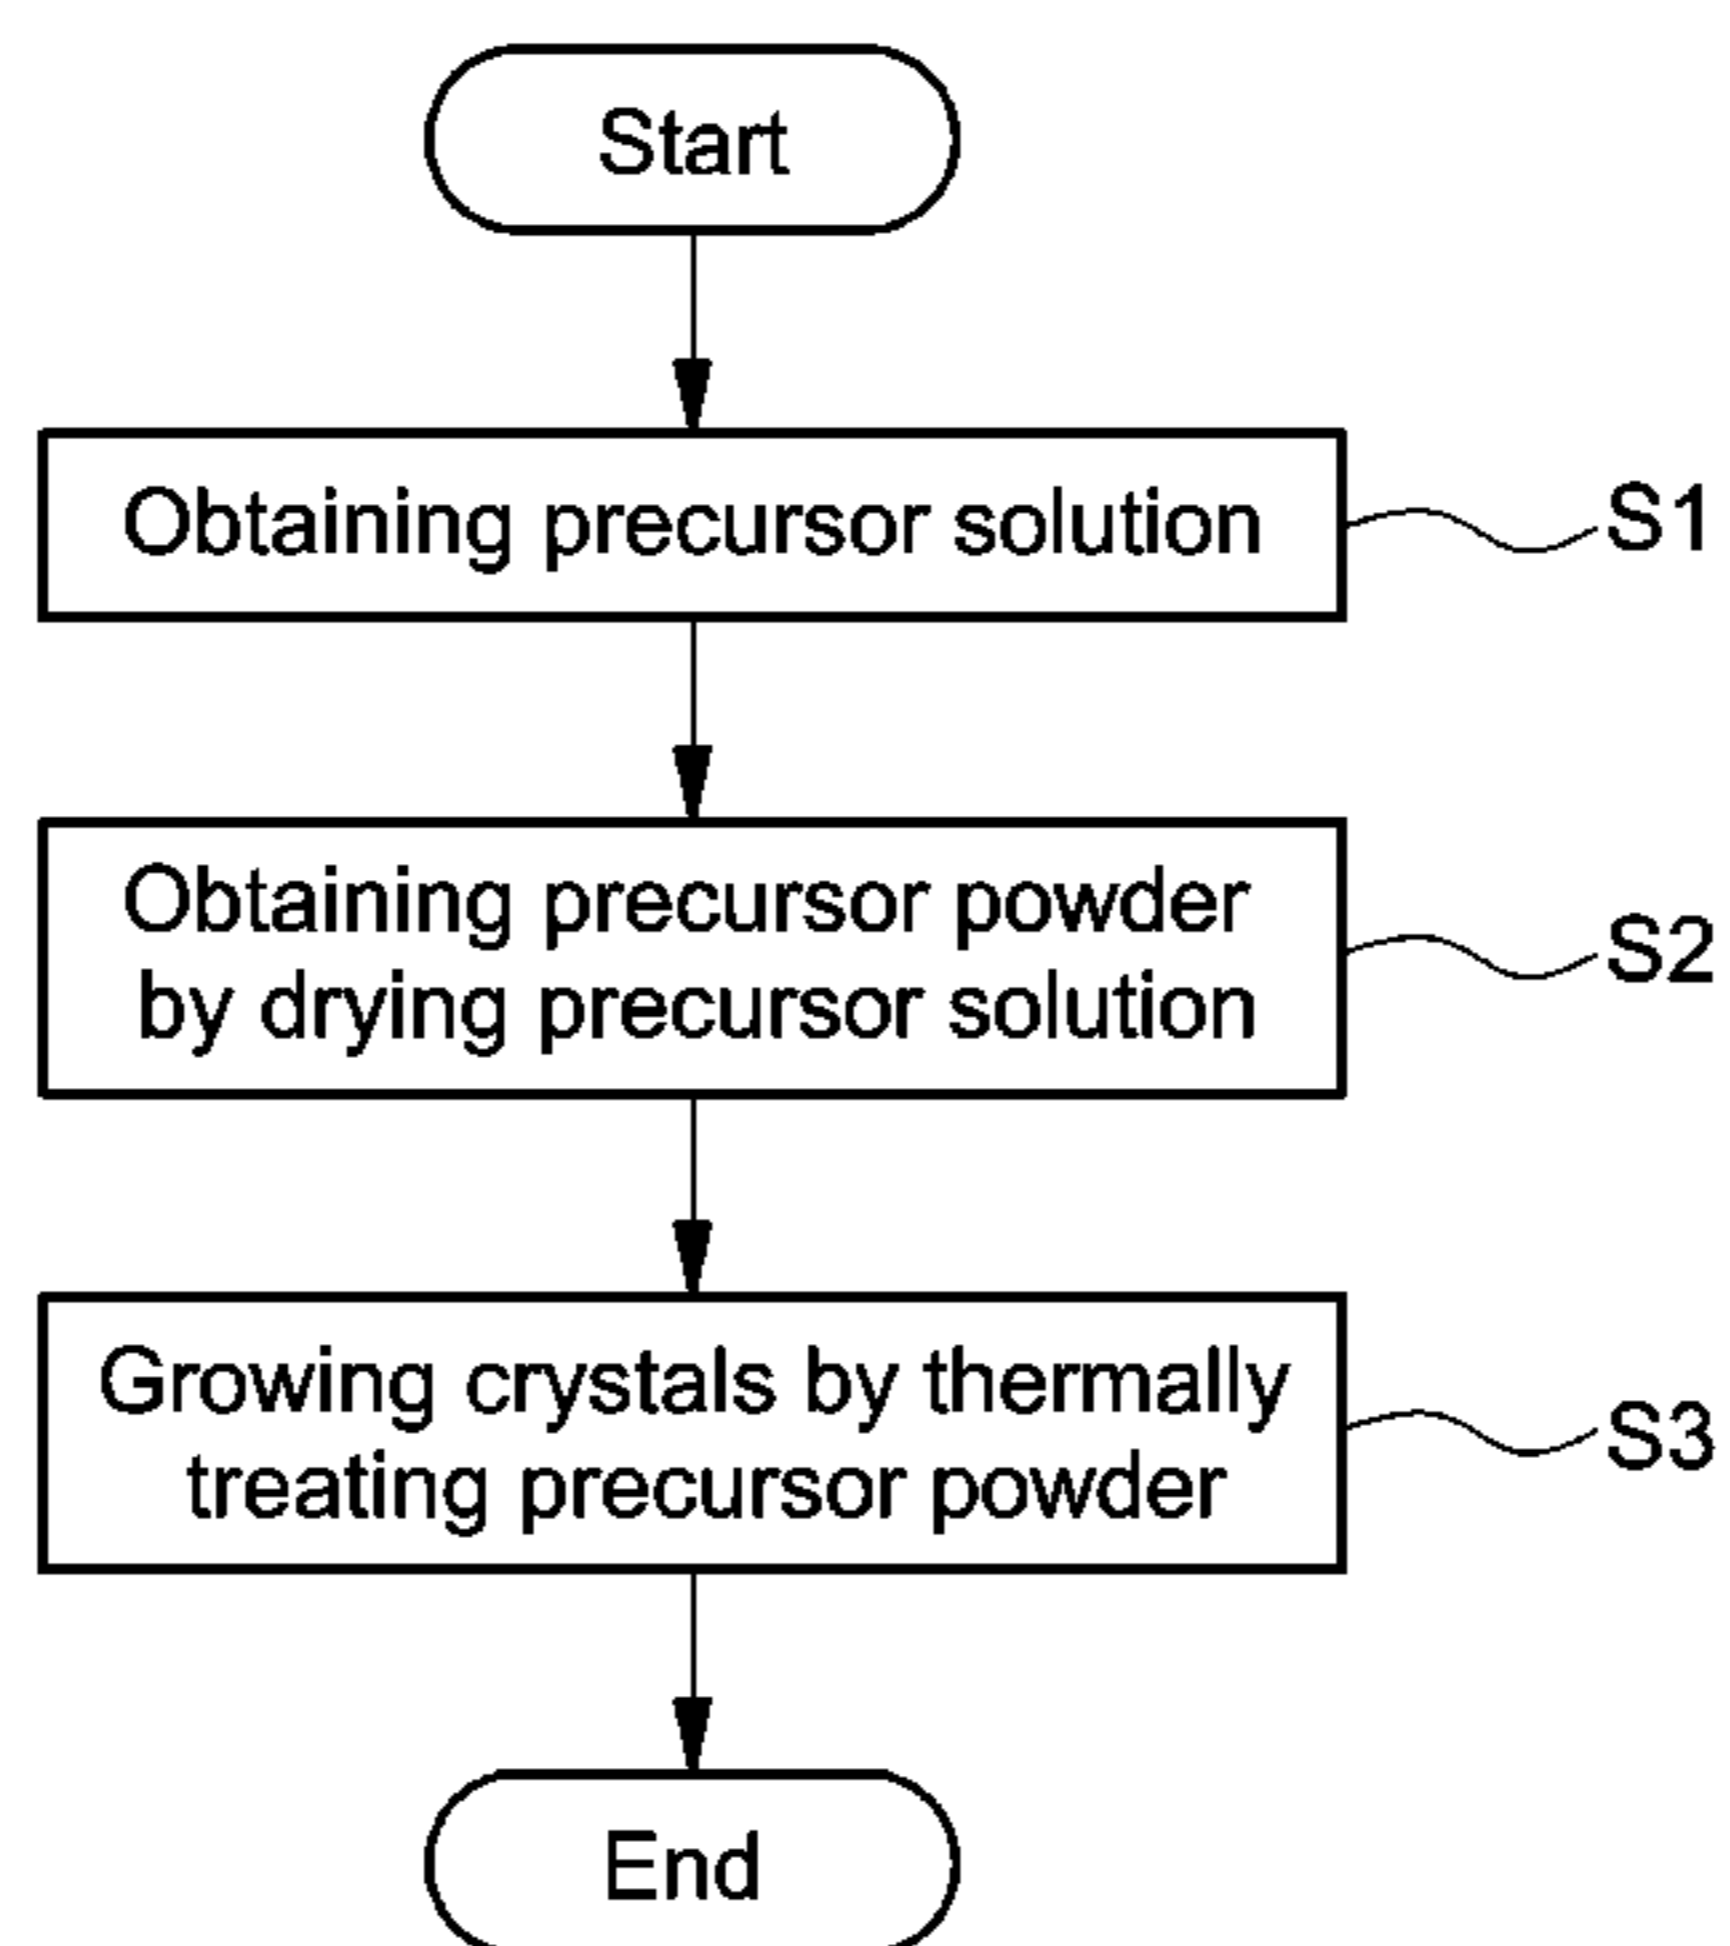 Start
Obtaining precursor solution
S1
Obtaining precursor powder
by drying precursor solution
S2
Growing crystals by thermally
treating precursor powder
S3
End